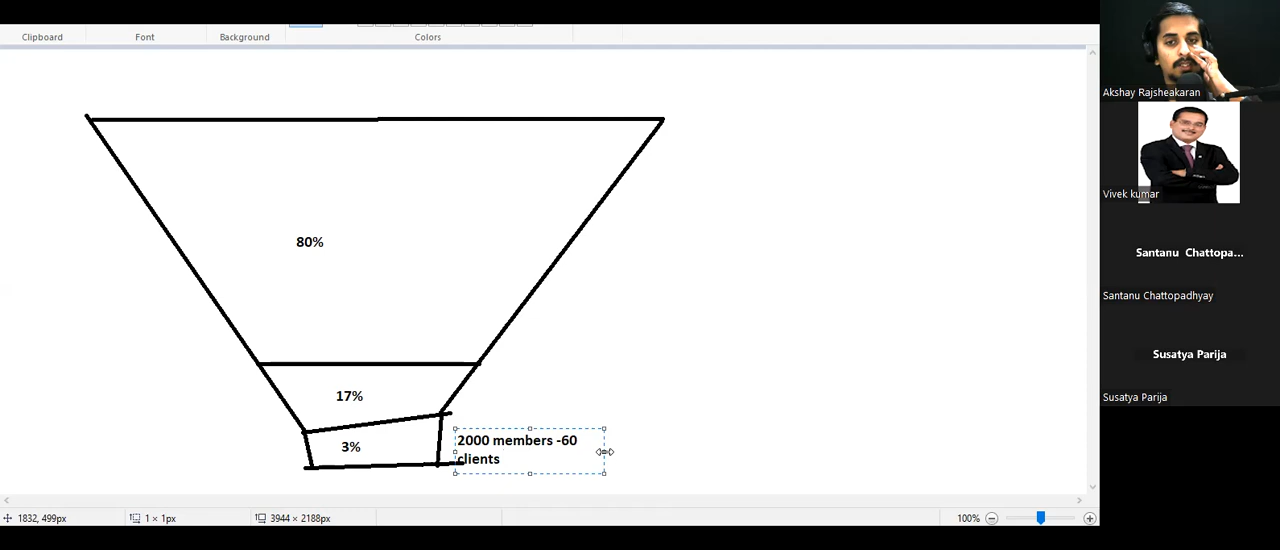 Clipboard
Font
Background
Colors
80%
17%
3%
2000 members -60
clients
1832, 499px
1 × 1px
3944 × 2188px
100%
Akshay Rajsheakaran
Vivek kumar
Santanu Chattopa...
Santanu Chattopadhyay
Susatya Parija
Susatya Parija